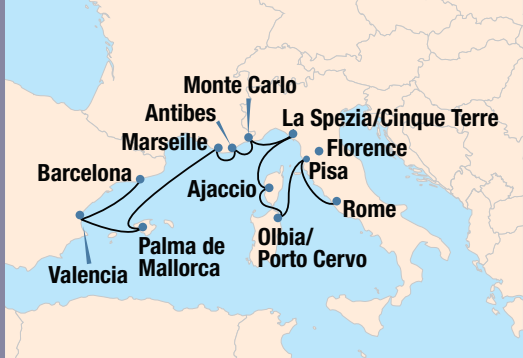 Monte Carlo
Antibes
La Spezia/Cinque Terre
Marseille
Florence
Pisa
Barcelona
Ajaccio
Rome
Olbia/
Porto Cervo
Palma de
Mallorca
Valencia